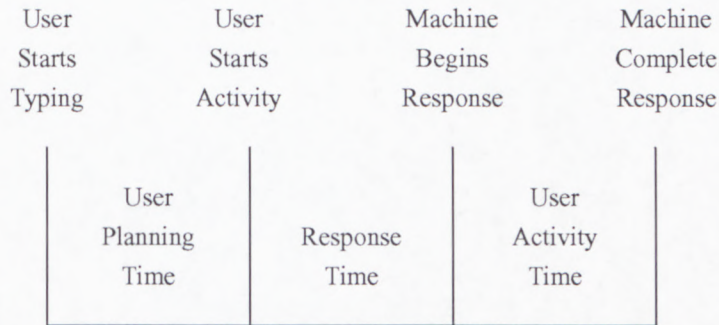 User
Starts
Typing
User
Starts
Activity
Machine
Begins
Response
Machine
Complete
Response
User
Planning
Time
Response
Time
User
Activity
Time